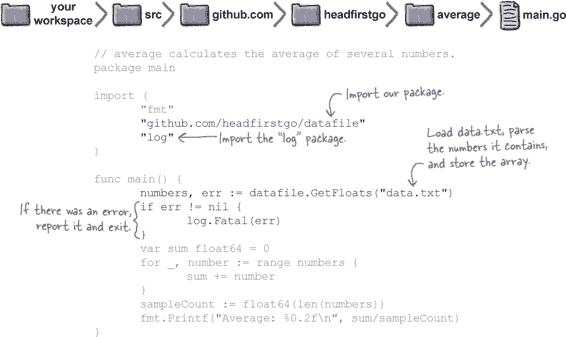 your workspace src github.com headfirstgo average main.go
// average calculates the average of several numbers.
package main
import (
"fmt"
Import our package.
"github.com/headfirstgo/datafile"
"log" Import the "log" package.
)
Load data.txt, parse
the numbers it contains,
and store the array.
func main() {
numbers, err := datafile.GetFloats("data.txt")
If there was an error,
report it and exit.
if err != nil {
log.Fatal(err)
}
var sum float64 = 0
for _, number := range numbers {
sum += number
}
sampleCount := float64(len(numbers))
fmt.Printf("Average: %0.2f\n", sum/sampleCount)
}